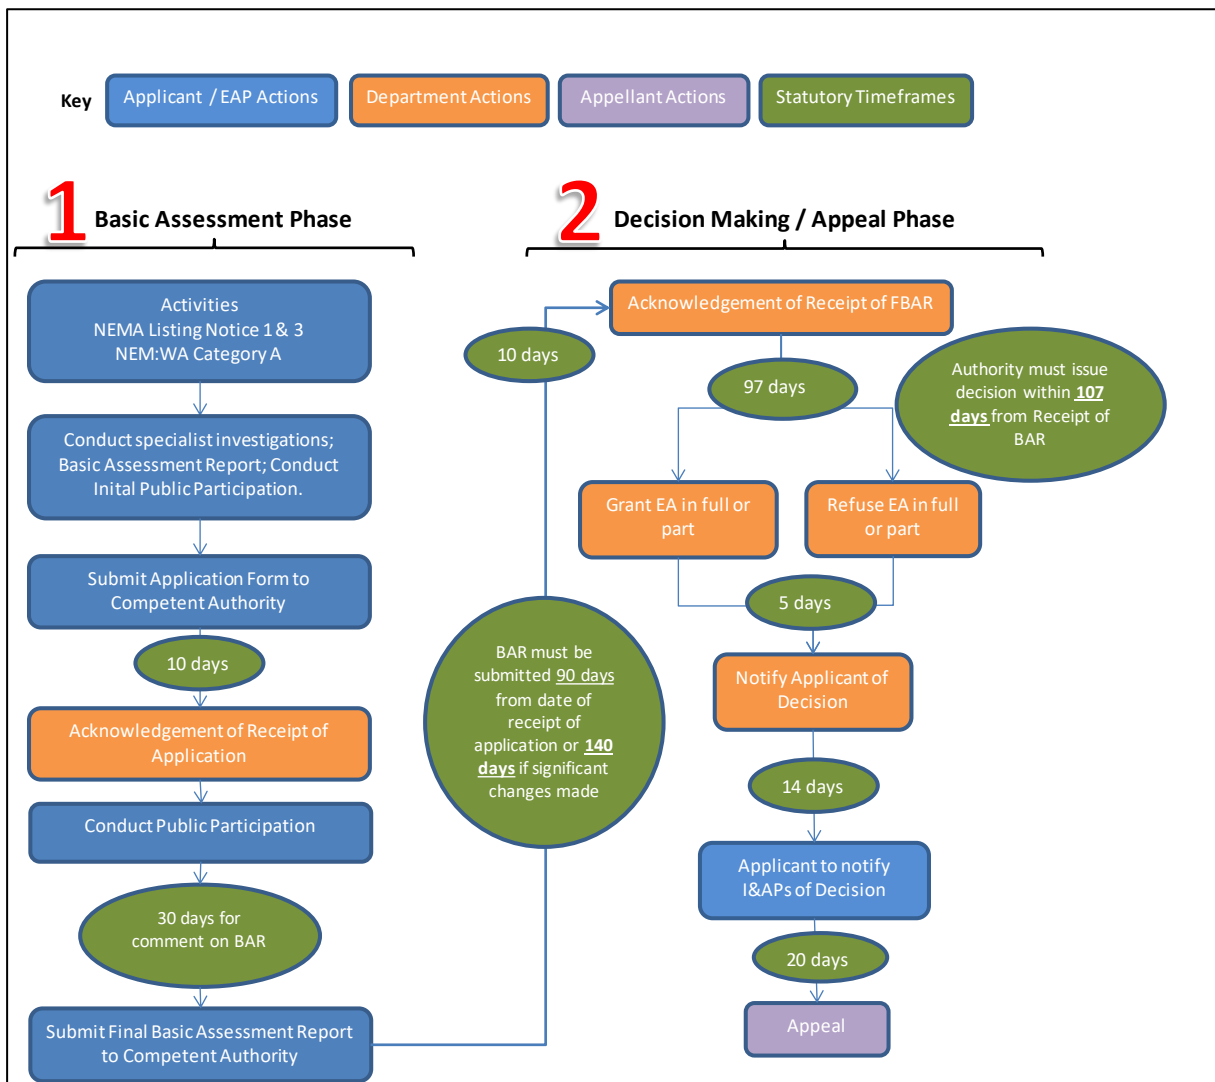 Key
Applicant / EAP Actions
Department Actions
Appellant Actions
Statutory Timeframes
1 Basic Assessment Phase
Activities
NEMA Listing Notice 1 & 3
NEM:WA Category A
Conduct specialist investigations;
Basic Assessment Report; Conduct
Inital Public Participation.
Submit Application Form to
Competent Authority
10 days
Acknowledgement of Receipt of
Application
Conduct Public Participation
30 days for
comment on BAR
Submit Final Basic Assessment Report
to Competent Authority
BAR must be
submitted 90 days
from date of
receipt of
application or 140
days if significant
changes made
10 days
2 Decision Making / Appeal Phase
Acknowledgement of Receipt of FBAR
97 days
Authority must issue
decision within 107
days from Receipt of
BAR
Grant EA in full or
part
Refuse EA in full
or part
5 days
Notify Applicant of
Decision
14 days
Applicant to notify
I&APs of Decision
20 days
Appeal